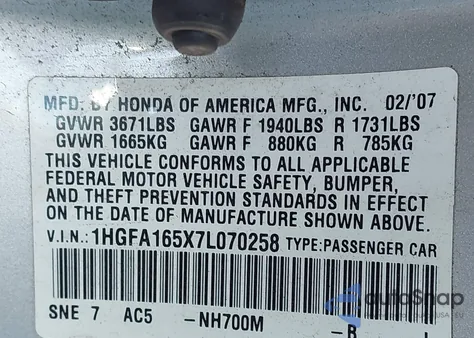 MFD. BY HONDA OF AMERICA MFG., INC. 02/'07
GVWR 3671LBS GAWR F 1940LBS R 1731LBS
GVWR 1665KG GAWR F 880KG R 785KG
THIS VEHICLE CONFORMS TO ALL APPLICABLE
FEDERAL MOTOR VEHICLE SAFETY, BUMPER,
AND THEFT PREVENTION STANDARDS IN EFFECT
ON THE DATE OF MANUFACTURE SHOWN ABOVE.
V.I.N.: 1HGFA165X7L070258 TYPE: PASSENGER CAR
SNE 7 AC5 -NH700M -B
autoSnap